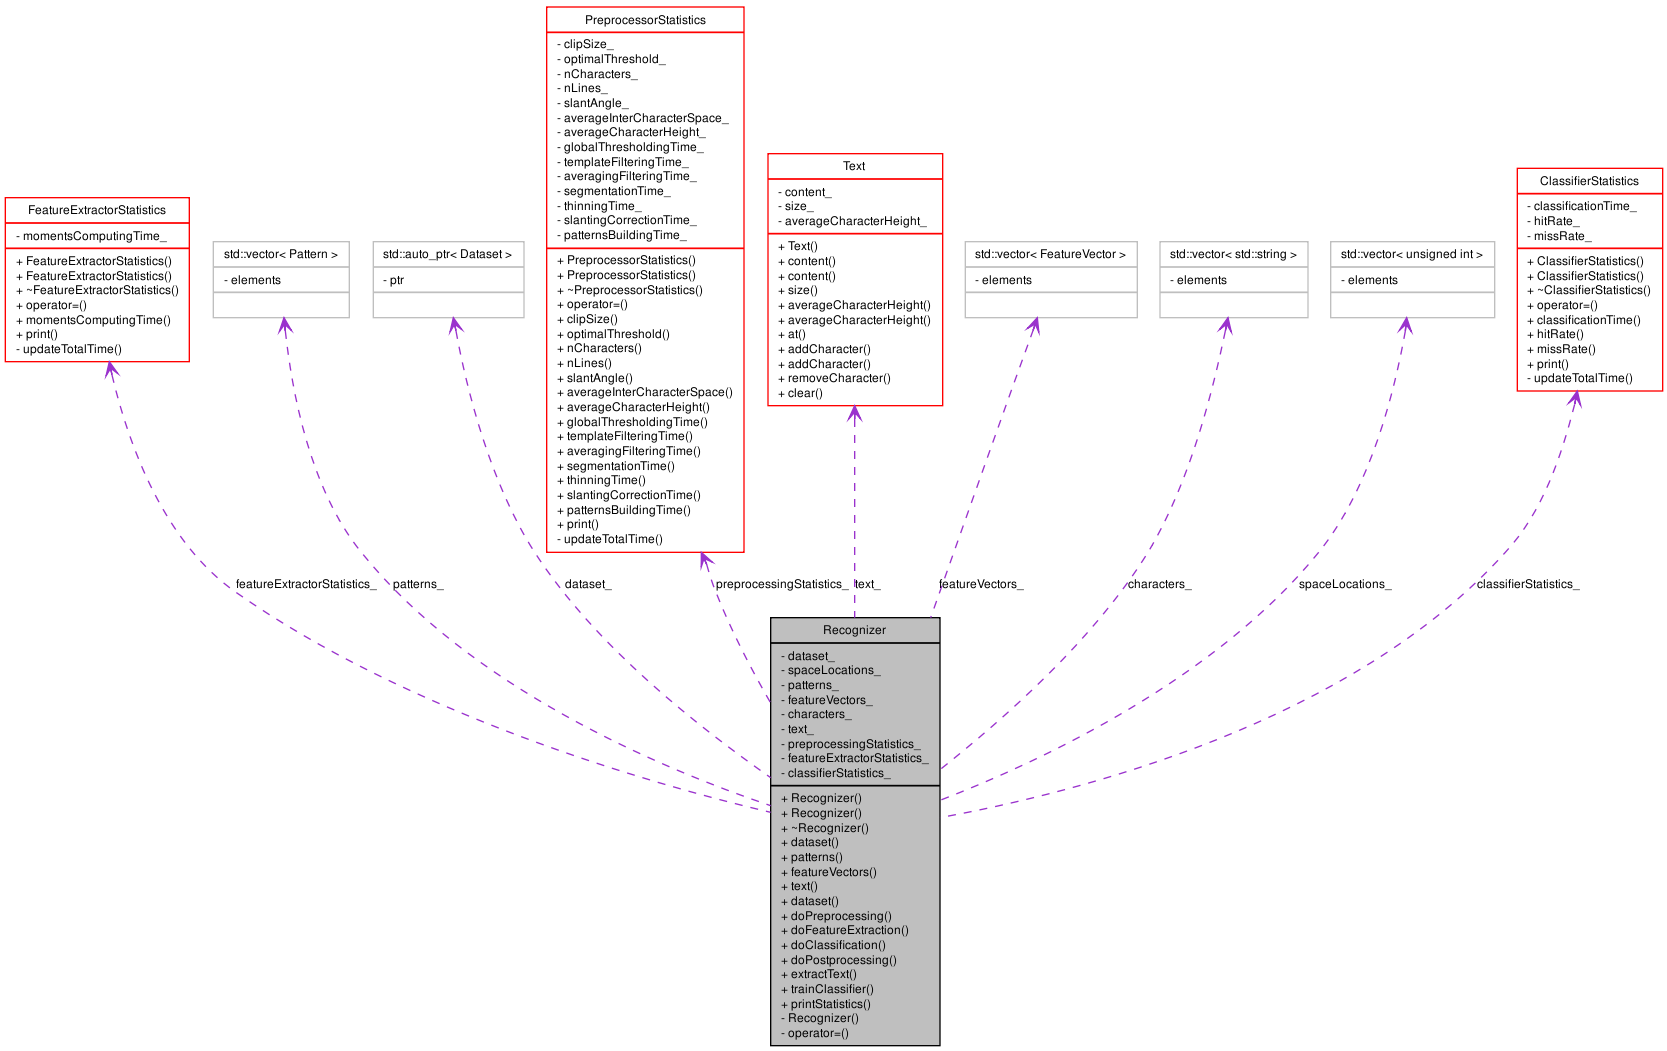 PreprocessorStatistics
- clipSize_
- optimalThreshold_
- nCharacters_
- nLines_
- slantAngle_
- averageInterCharacterSpace_
- averageCharacterHeight_
- globalThresholdingTime_
- templateFilteringTime_
- averagingFilteringTime_
- segmentationTime_
- thinningTime_
- slantingCorrectionTime_
- patternsBuildingTime_
+ PreprocessorStatistics()
+ PreprocessorStatistics()
+ ~PreprocessorStatistics()
+ operator=()
+ clipSize()
+ optimalThreshold()
+ nCharacters()
+ nLines()
+ slantAngle()
+ averageInterCharacterSpace()
+ averageCharacterHeight()
+ globalThresholdingTime()
+ templateFilteringTime()
+ averagingFilteringTime()
+ segmentationTime()
+ thinningTime()
+ slantingCorrectionTime()
+ patternsBuildingTime()
+ print()
- updateTotalTime()
Text
- content_
- size_
- averageCharacterHeight_
+ Text()
+ content()
+ content()
+ size()
+ averageCharacterHeight()
+ averageCharacterHeight()
+ at()
+ addCharacter()
+ addCharacter()
+ removeCharacter()
+ clear()
ClassifierStatistics
- classificationTime_
- hitRate_
- missRate_
+ ClassifierStatistics()
+ ClassifierStatistics()
+ ~ClassifierStatistics()
+ operator=()
+ classificationTime()
+ hitRate()
+ missRate()
+ print()
- updateTotalTime()
FeatureExtractorStatistics
- momentsComputingTime_
+ FeatureExtractorStatistics()
+ FeatureExtractorStatistics()
+ ~FeatureExtractorStatistics()
+ operator=()
+ momentsComputingTime()
+ print()
- updateTotalTime()
std::vector< Pattern >
- elements
std::auto_ptr< Dataset >
- ptr
std::vector< FeatureVector >
- elements
std::vector< std::string >
- elements
std::vector< unsigned int >
- elements
featureExtractorStatistics_
patterns_
dataset_
preprocessingStatistics_
text_
featureVectors_
characters_
spaceLocations_
classifierStatistics_
Recognizer
- dataset_
- spaceLocations_
- patterns_
- featureVectors_
- characters_
- text_
- preprocessingStatistics_
- featureExtractorStatistics_
- classifierStatistics_
+ Recognizer()
+ Recognizer()
+ ~Recognizer()
+ dataset()
+ patterns()
+ featureVectors()
+ text()
+ dataset()
+ doPreprocessing()
+ doFeatureExtraction()
+ doClassification()
+ doPostprocessing()
+ extractText()
+ trainClassifier()
+ printStatistics()
- Recognizer()
- operator=()